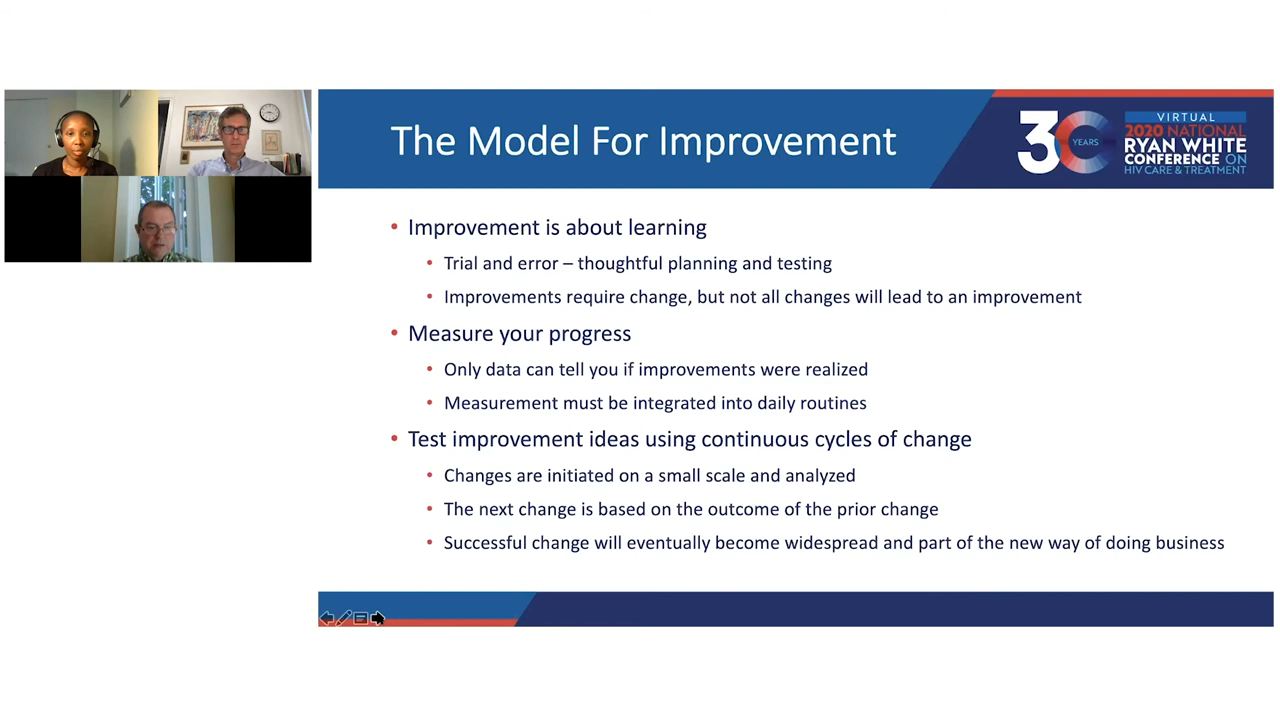 The Model For Improvement
30
YEARS
VIRTUAL
2020 NATIONAL
RYAN WHITE
CONFERENCE ON
HIV CARE & TREATMENT
• Improvement is about learning
• Trial and error – thoughtful planning and testing
• Improvements require change, but not all changes will lead to an improvement
• Measure your progress
• Only data can tell you if improvements were realized
• Measurement must be integrated into daily routines
• Test improvement ideas using continuous cycles of change
• Changes are initiated on a small scale and analyzed
• The next change is based on the outcome of the prior change
• Successful change will eventually become widespread and part of the new way of doing business